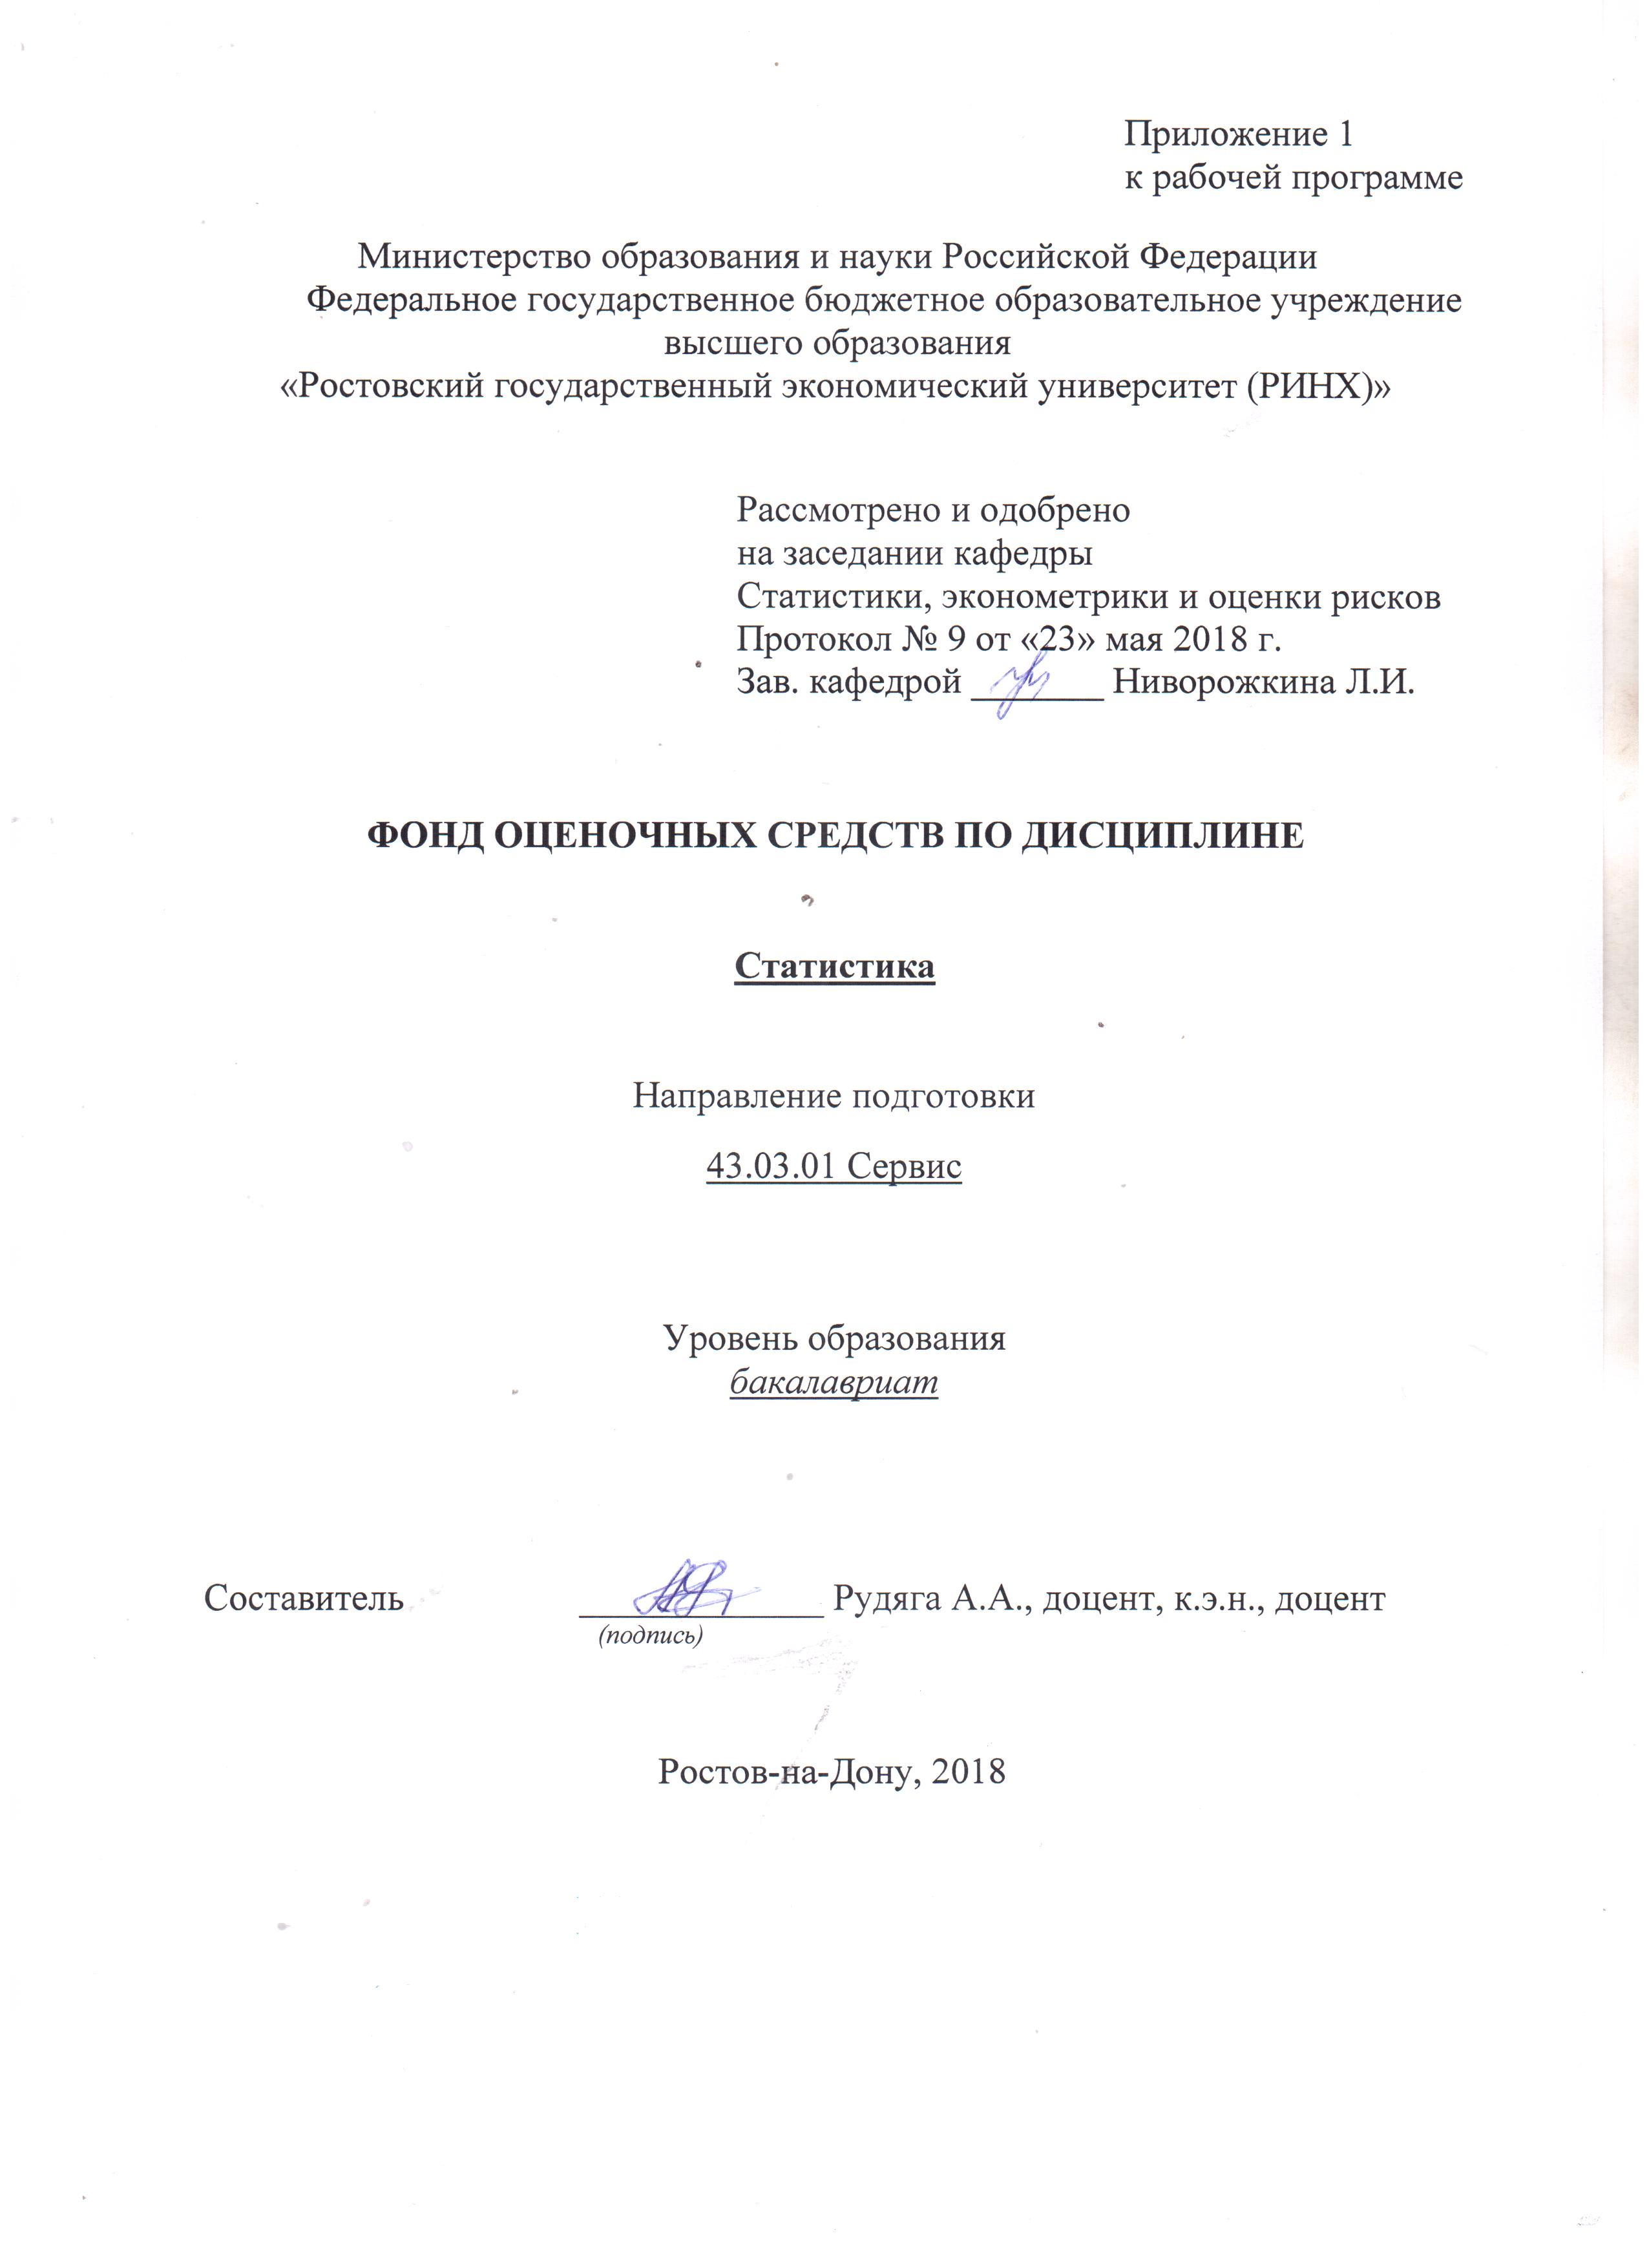 Приложение 1
к рабочей программе
Министерство образования и науки Российской Федерации
Федеральное государственное бюджетное образовательное учреждение
высшего образования
«Ростовский государственный экономический университет (РИНХ)»
Рассмотрено и одобрено
на заседании кафедры
Статистики, эконометрики и оценки рисков
Протокол № 9 от «23» мая 2018 г.
Зав. кафедрой _______ Ниворожкина Л.И.
ФОНД ОЦЕНОЧНЫХ СРЕДСТВ ПО ДИСЦИПЛИНЕ
Статистика
Направление подготовки
43.03.01 Сервис
Уровень образования
бакалавриат
Составитель _____________ Рудяга А.А., доцент, к.э.н., доцент
(подпись)
Ростов-на-Дону, 2018